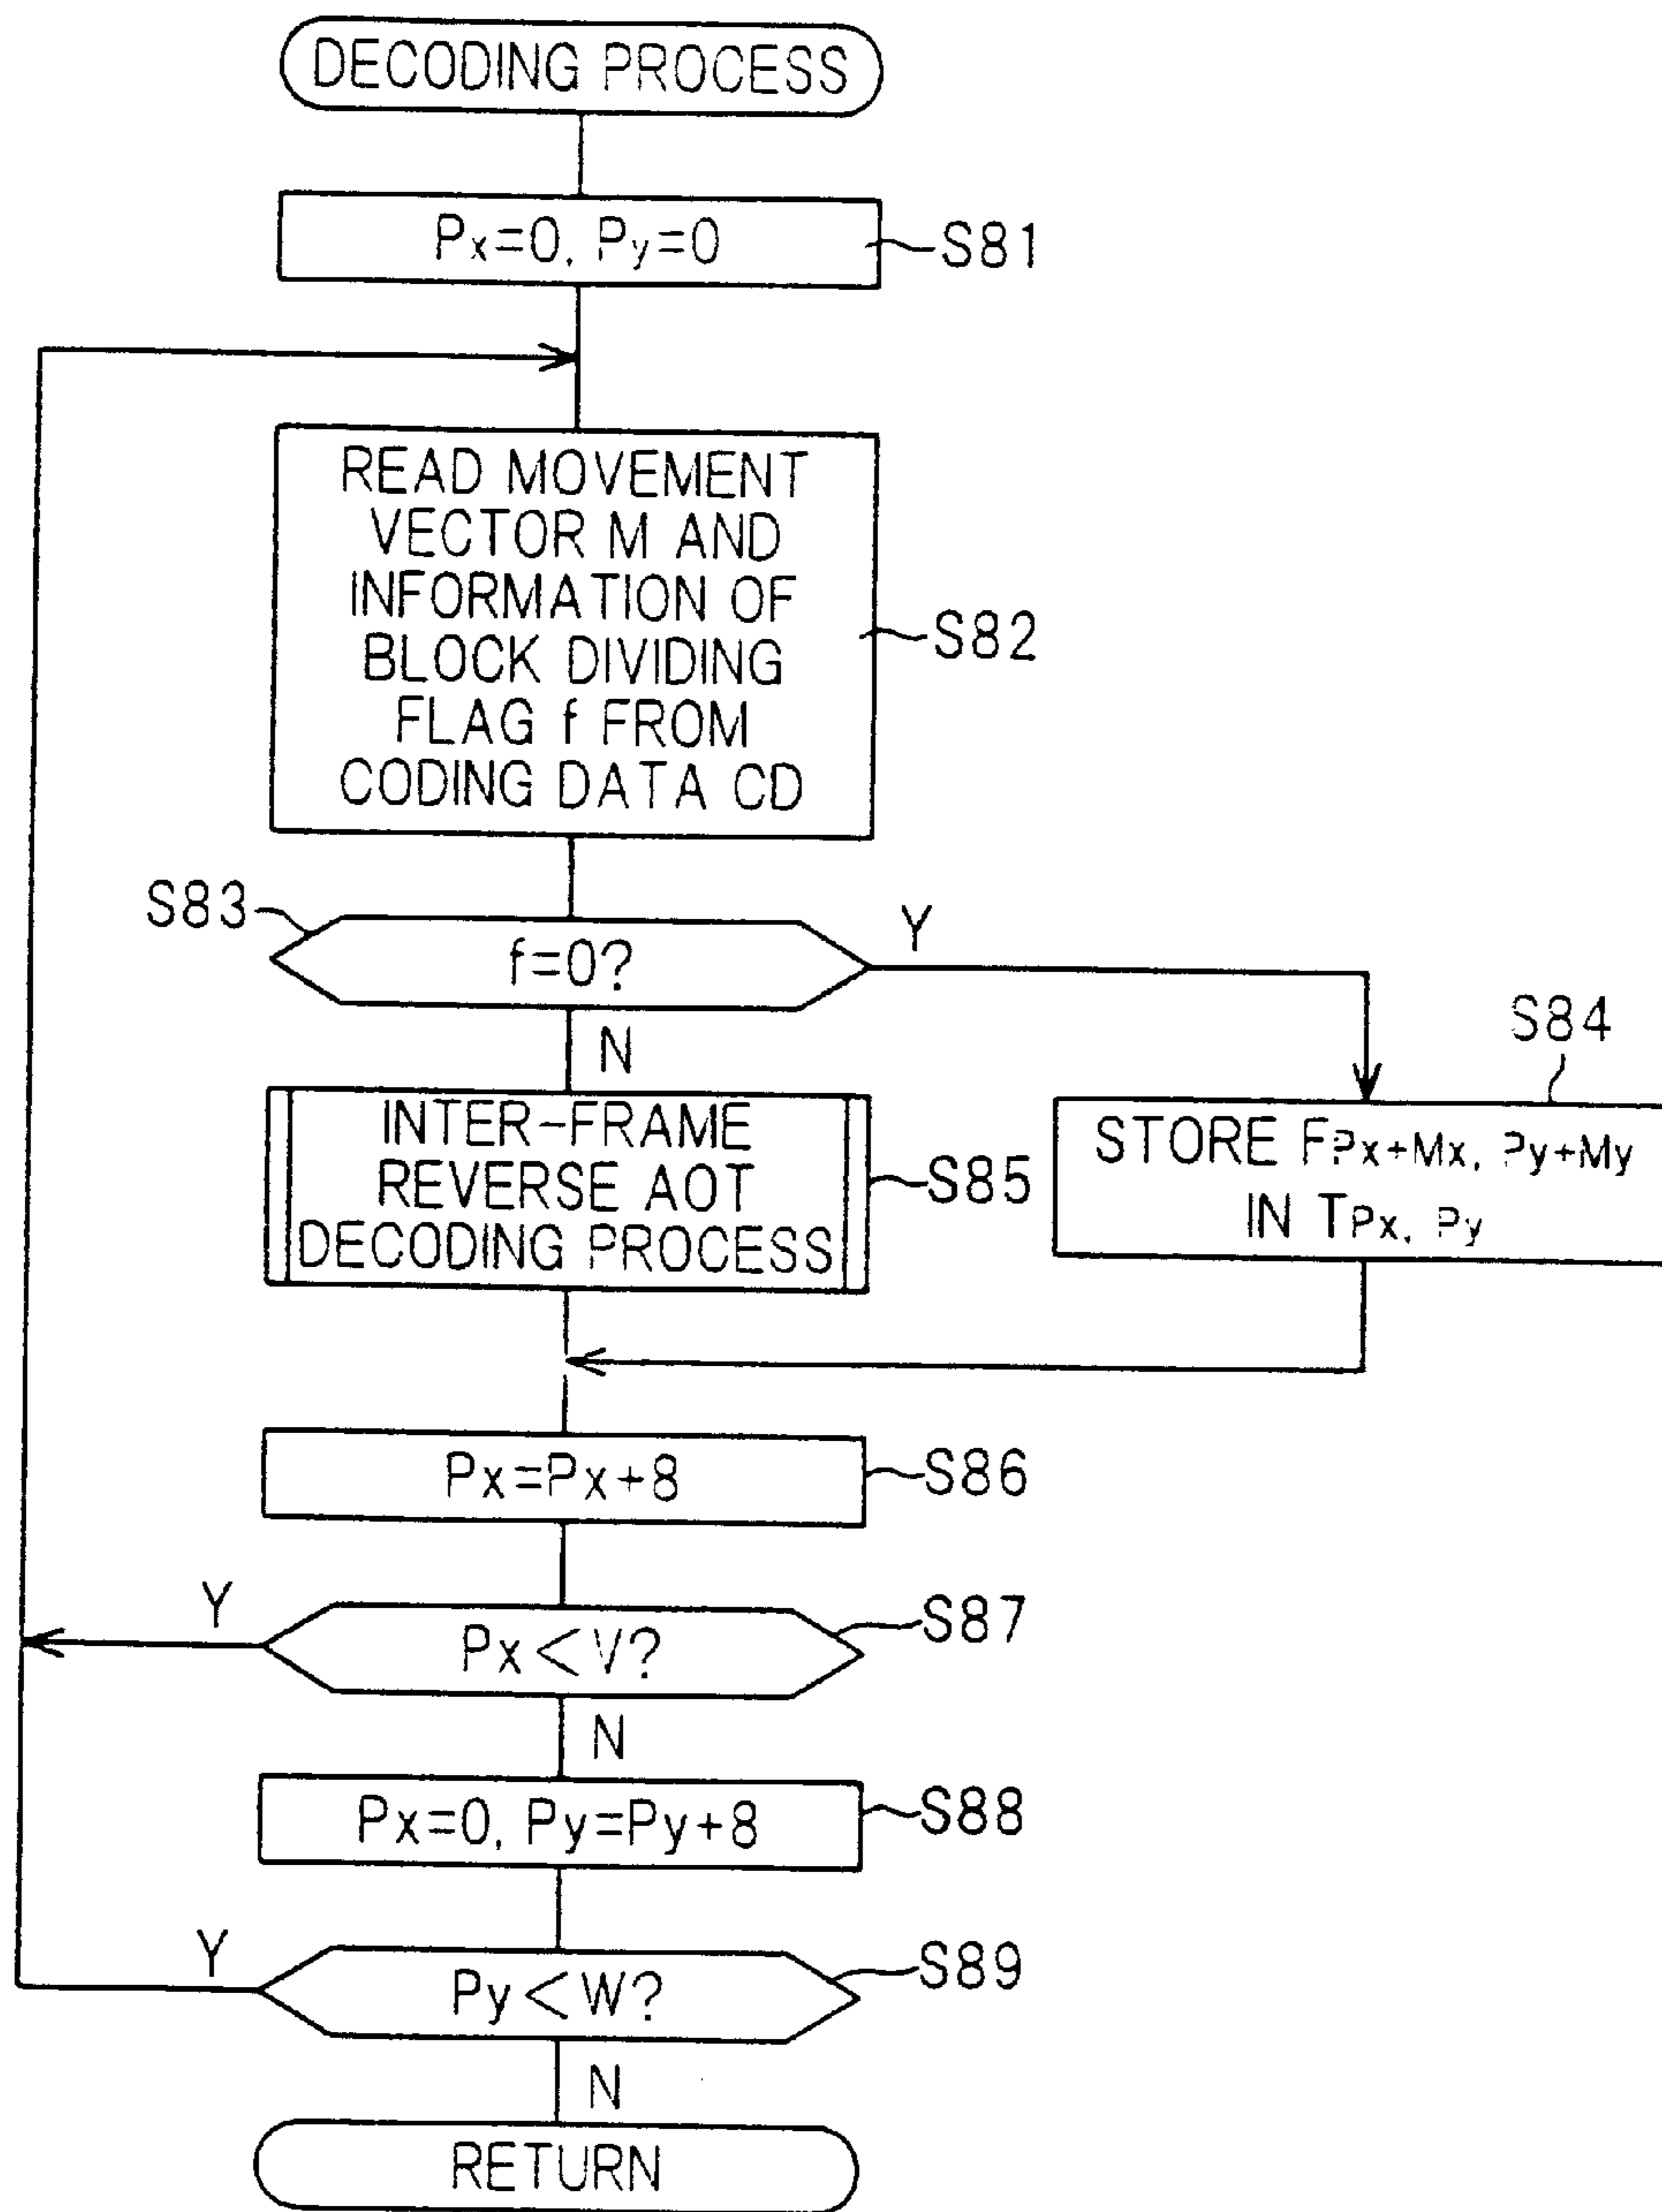 DECODING PROCESS
Px=0, Py=0
S81
READ MOVEMENT
VECTOR M AND
INFORMATION OF
BLOCK DIVIDING
FLAG f FROM
CODING DATA CD
S82
S83
f=0?
Y
N
S84
STORE FPx+Mx, Py+My
IN TPx, Py
INTER-FRAME
REVERSE AOT
DECODING PROCESS
S85
Px=Px+8
S86
Y
Px<V?
S87
N
Px=0, Py=Py+8
S88
Y
Py<W?
S89
N
RETURN